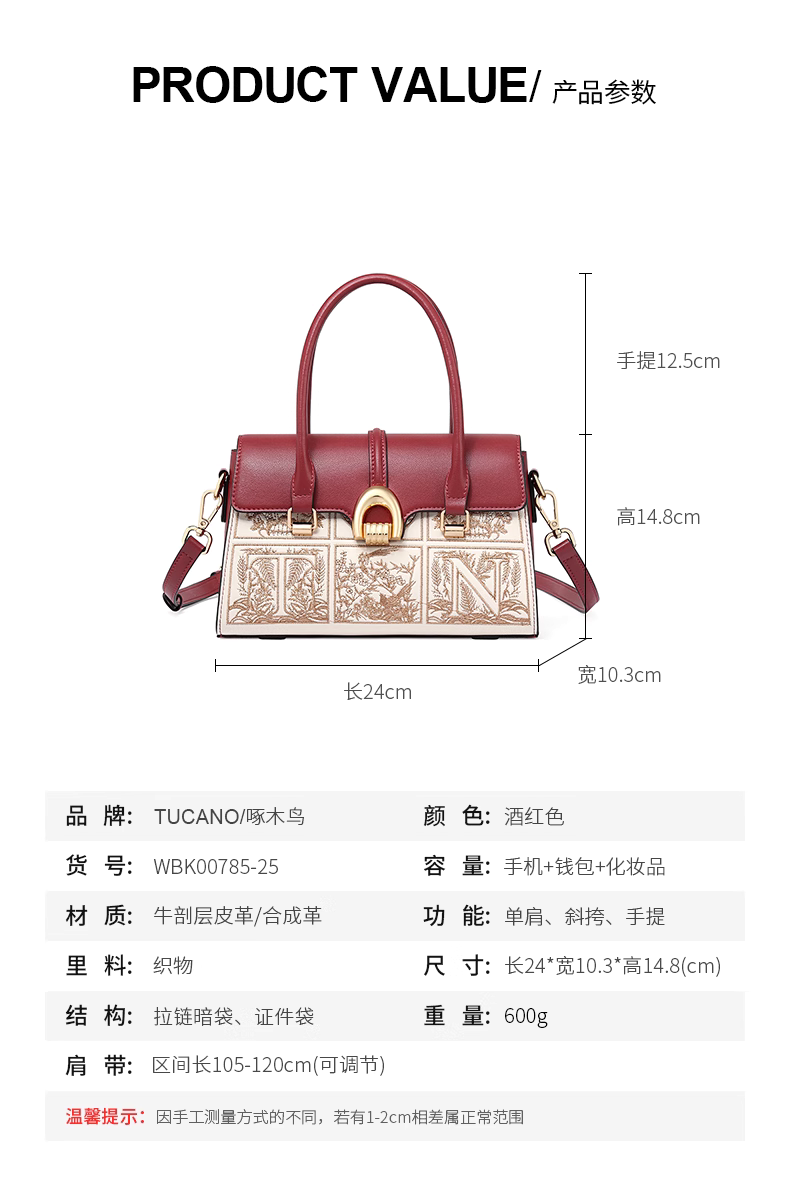 PRODUCT VALUE/ 产品参数
手提12.5cm
高14.8cm
宽10.3cm
长24cm
T N
品 牌: TUCANO/啄木鸟 颜 色: 酒红色
货 号: WBK00785-25 容 量: 手机+钱包+化妆品
材 质: 牛剖层皮革/合成革 功 能: 单肩、斜挎、手提
里 料: 织物 尺 寸: 长24*宽10.3*高14.8(cm)
结 构: 拉链暗袋、证件袋 重 量: 600g
肩 带: 区间长105-120cm(可调节)
温馨提示: 因手工测量方式的不同，若有1-2cm相差属正常范围